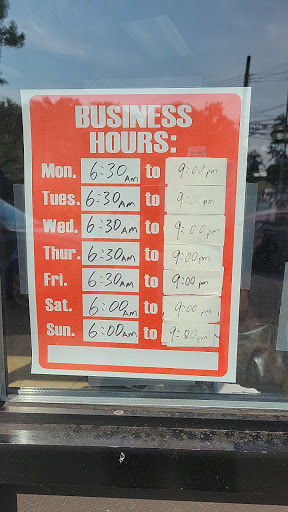 BUSINESS
HOURS:
Mon. 6:30AM to 9:00pm
Tues. 6:30AM to 9:00pm
Wed. 6:30AM to 9:00pm
Thur. 6:30AM to 9:00pm
Fri. 6:30AM to 9:00pm
Sat. 6:00AM to 9:00pm
Sun. 6:00AM to 9:00pm